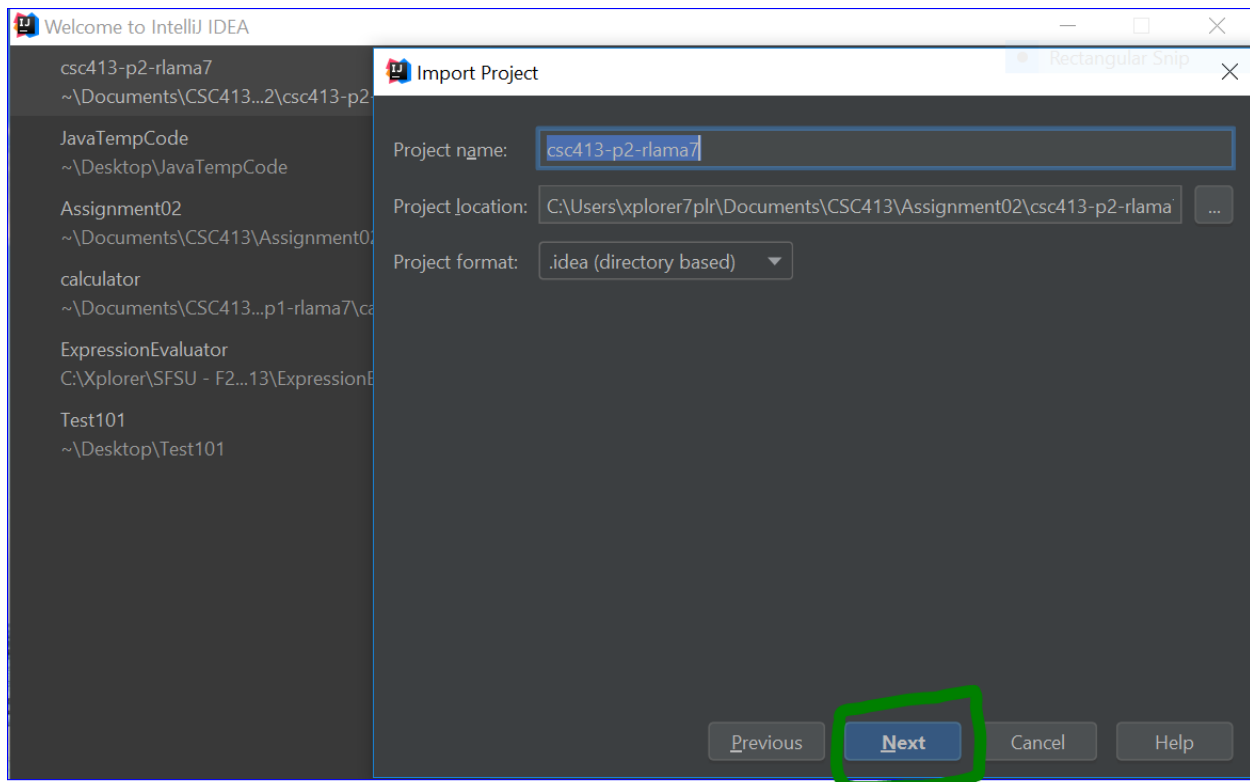 Welcome to IntelliJ IDEA
Rectangular Snip
csc413-p2-rlama7
~\Documents\CSC413...2\csc413-p2-
JavaTempCode
~\Desktop\JavaTempCode
Assignment02
~\Documents\CSC413\Assignment02
calculator
~\Documents\CSC413...p1-rlama7\ca
ExpressionEvaluator
C:\Xplorer\SFSU - F2...13\ExpressionE
Test101
~\Desktop\Test101
Import Project
Project name: csc413-p2-rlama7
Project location: C:\Users\xplorer7plr\Documents\CSC413\Assignment02\csc413-p2-rlama7 ...
Project format: .idea (directory based)
Previous Next Cancel Help